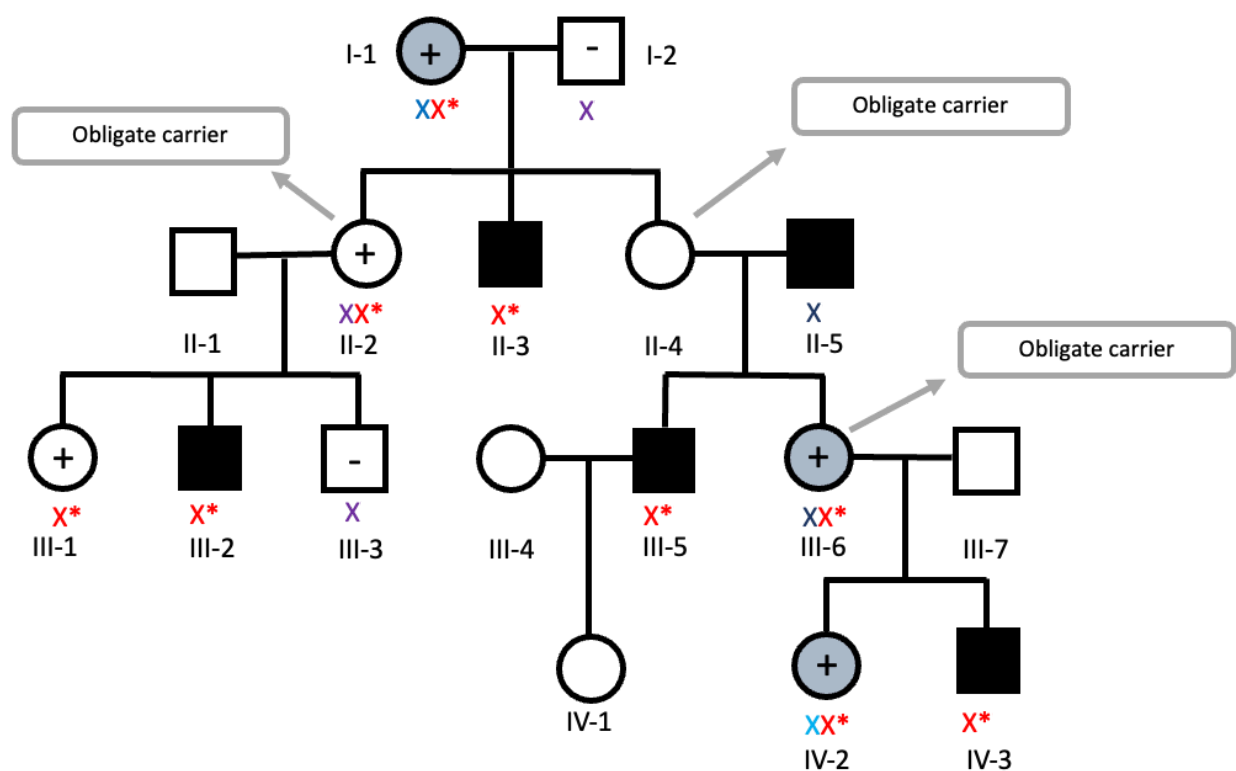 I-1 + - I-2
XX* X
Obligate carrier
Obligate carrier
+
XX* X* X
II-1 II-2 II-3 II-4 II-5
Obligate carrier
+ - +
X* X* X X* XX*
III-1 III-2 III-3 III-4 III-5 III-6 III-7
+
XX* X*
IV-1 IV-2 IV-3